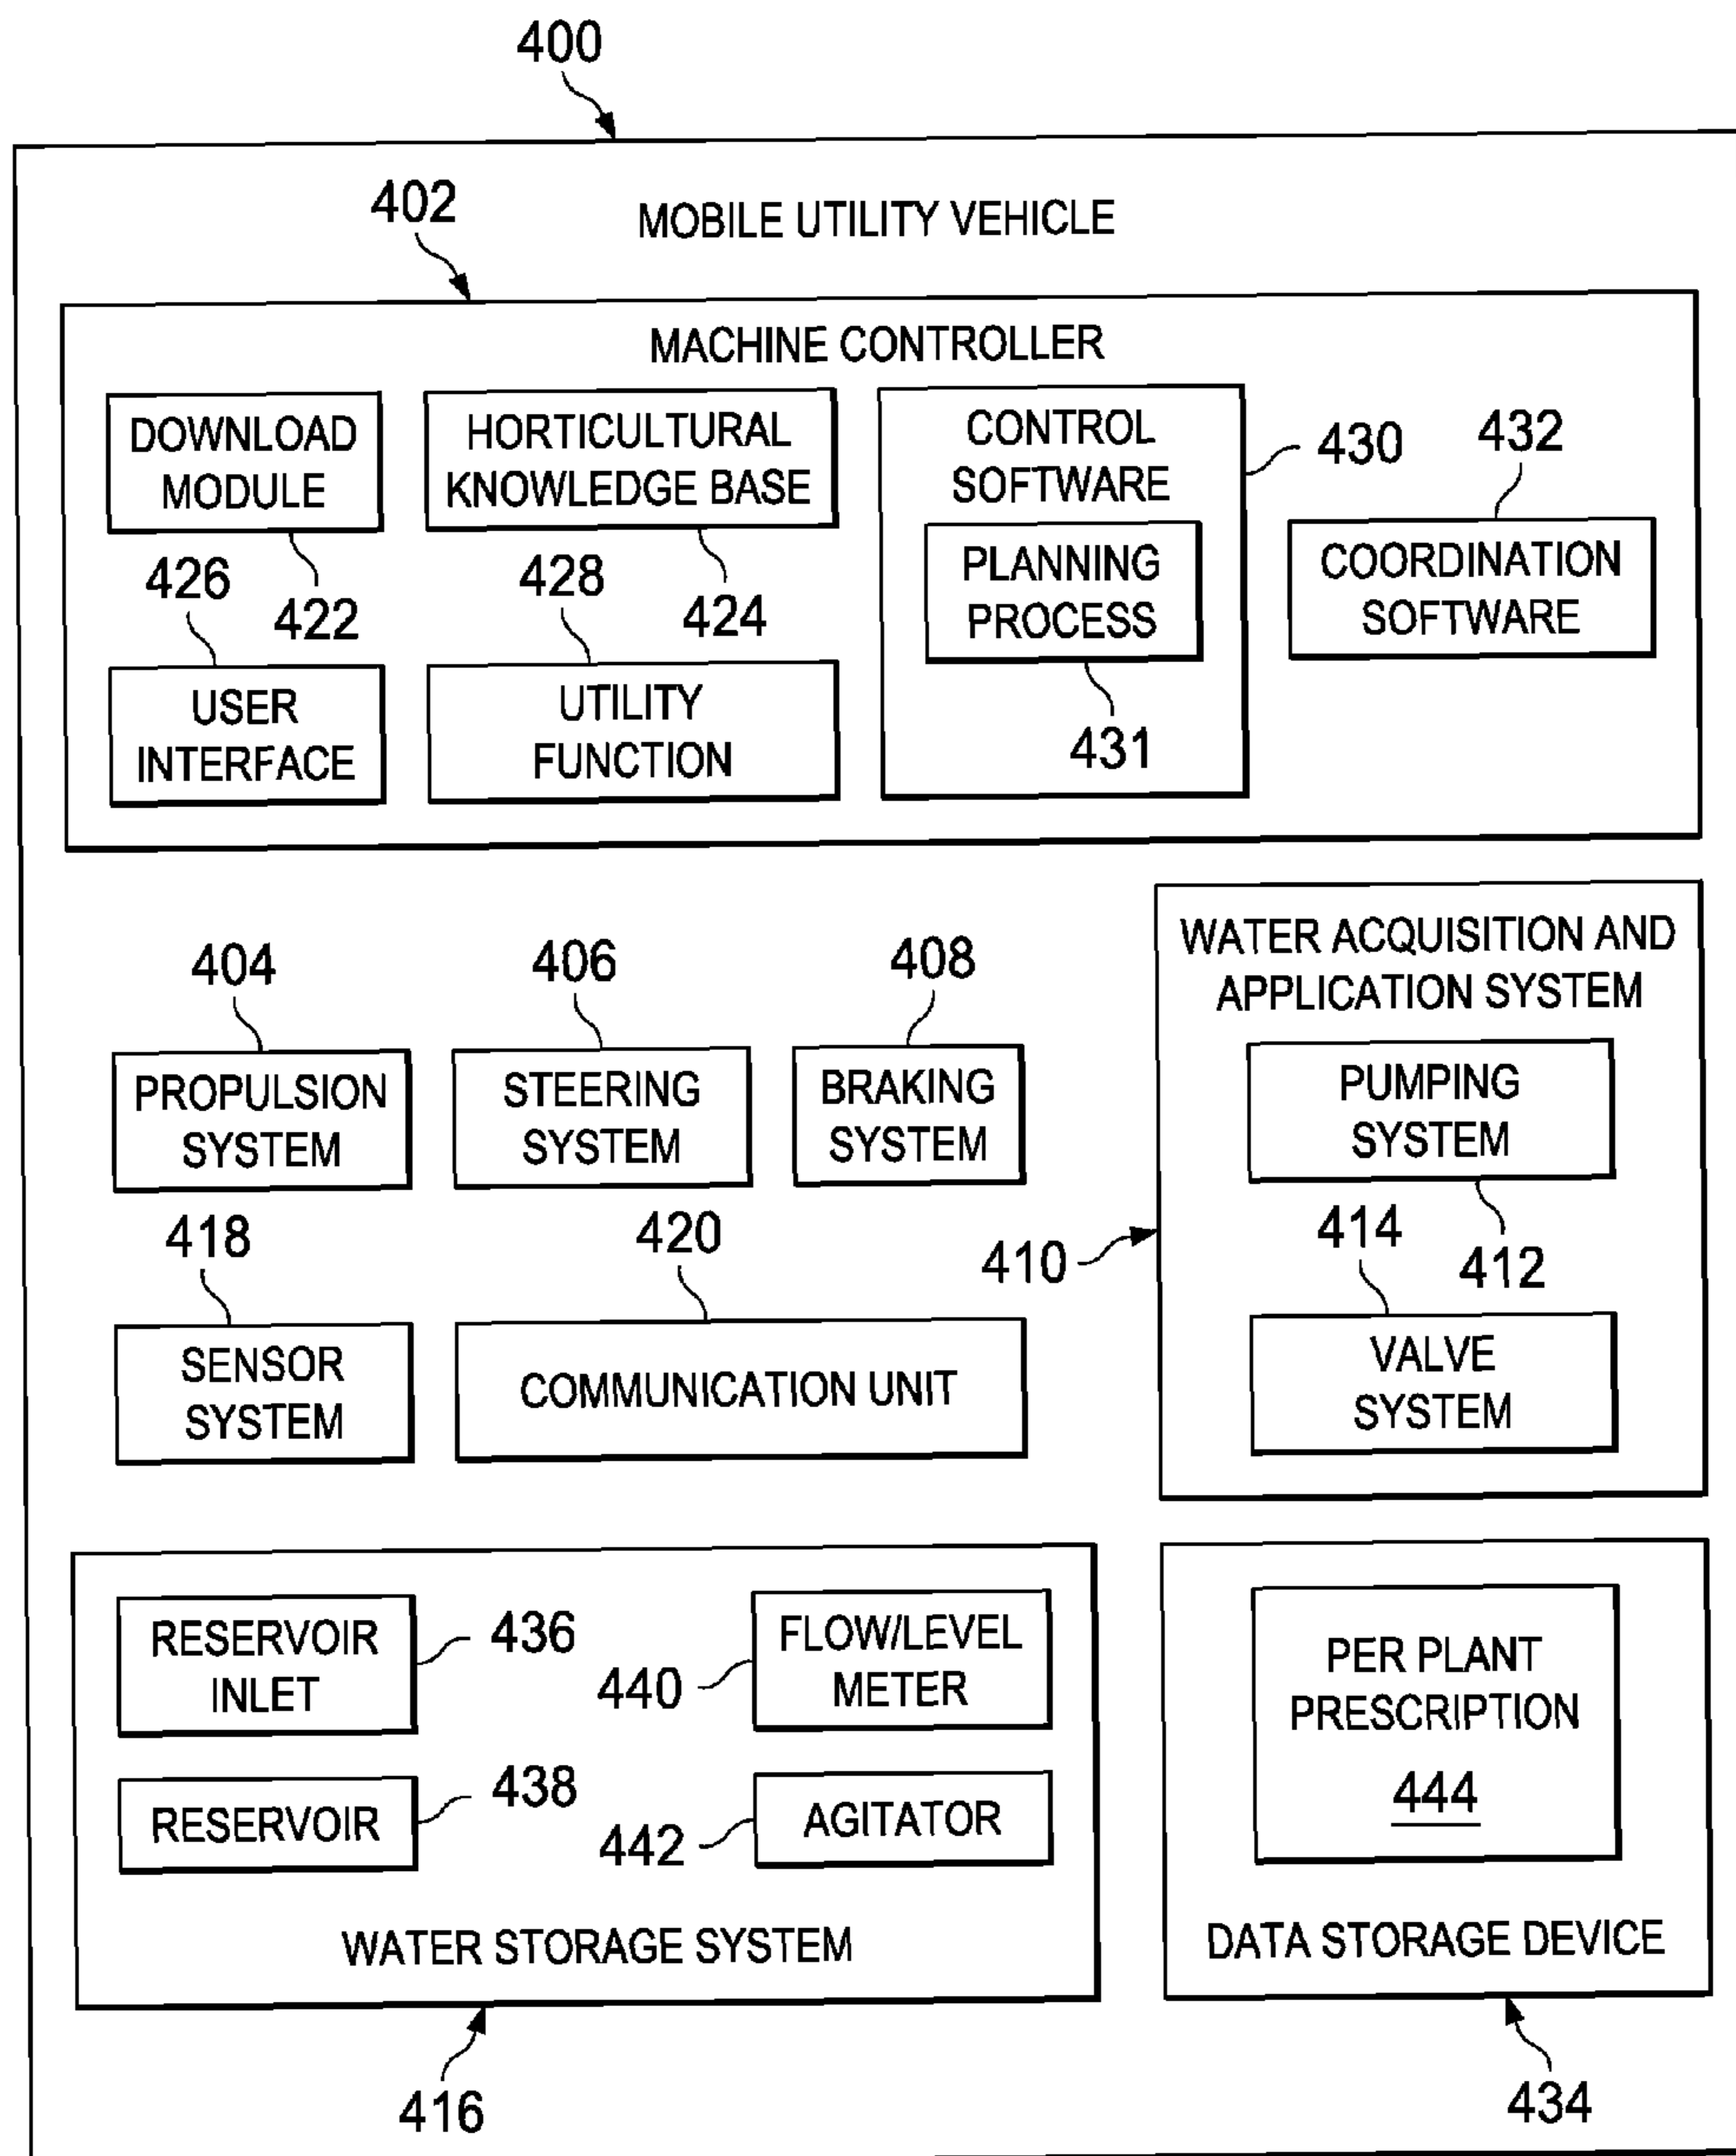 400
402
MOBILE UTILITY VEHICLE
MACHINE CONTROLLER
DOWNLOAD
MODULE
422
HORTICULTURAL
KNOWLEDGE BASE
424
CONTROL
SOFTWARE
430
PLANNING
PROCESS
431
432
COORDINATION
SOFTWARE
426
USER
INTERFACE
428
UTILITY
FUNCTION
404
PROPULSION
SYSTEM
406
STEERING
SYSTEM
408
BRAKING
SYSTEM
WATER ACQUISITION AND
APPLICATION SYSTEM
PUMPING
SYSTEM
412
410
414
VALVE
SYSTEM
418
SENSOR
SYSTEM
420
COMMUNICATION UNIT
RESERVOIR
INLET
436
440
FLOW/LEVEL
METER
RESERVOIR
438
442
AGITATOR
WATER STORAGE SYSTEM
416
PER PLANT
PRESCRIPTION
444
DATA STORAGE DEVICE
434